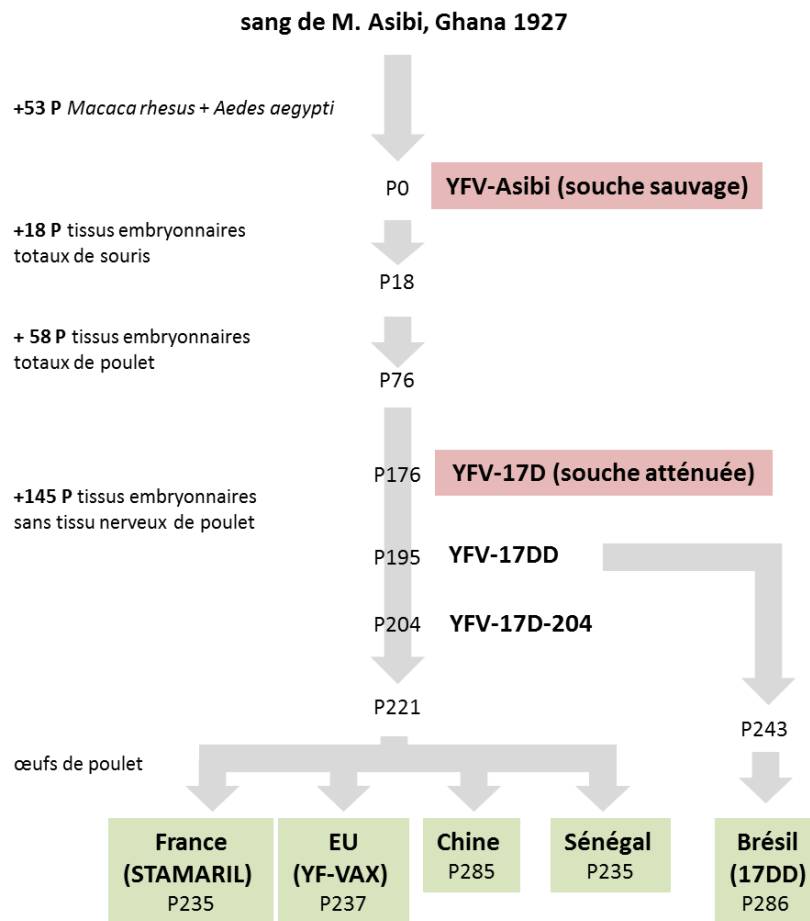 sang de M. Asibi, Ghana 1927
+53 P Macaca rhesus + Aedes aegypti
P0
YFV-Asibi (souche sauvage)
+18 P tissus embryonnaires
totaux de souris
P18
+ 58 P tissus embryonnaires
totaux de poulet
P76
P176
YFV-17D (souche atténuée)
+145 P tissus embryonnaires
sans tissu nerveux de poulet
P195
YFV-17DD
P204
YFV-17D-204
P221
P243
œufs de poulet
France
(STAMARIL)
P235
EU
(YF-VAX)
P237
Chine
P285
Sénégal
P235
Brésil
(17DD)
P286